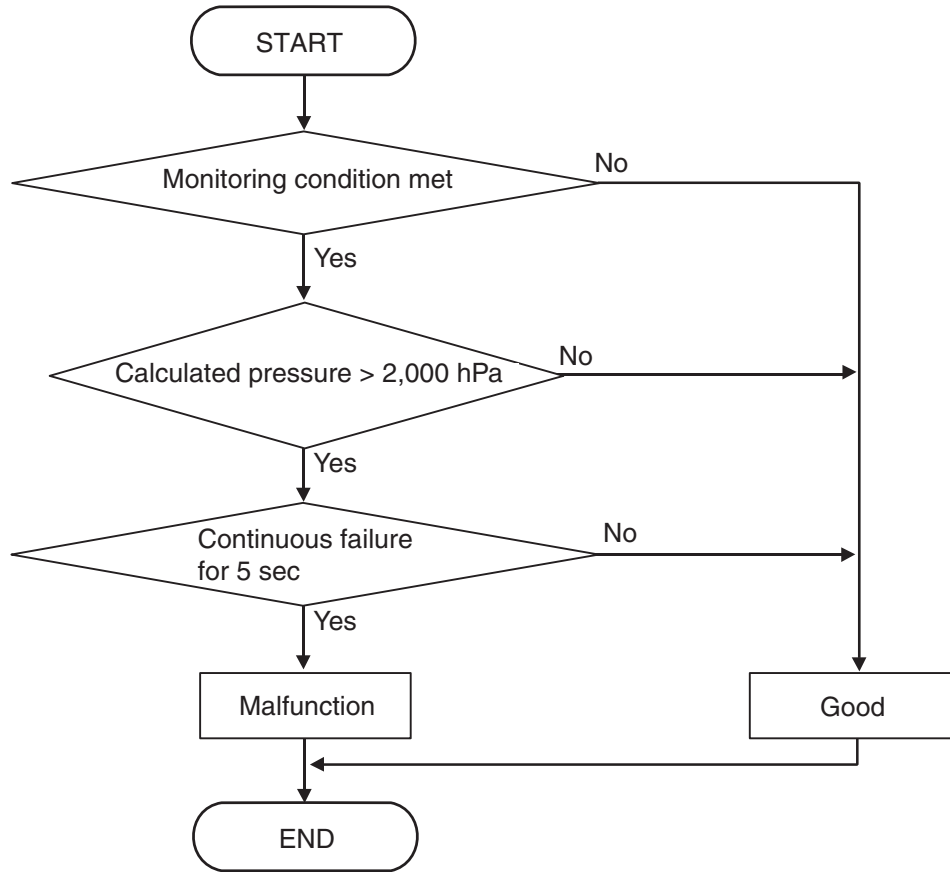 START
Monitoring condition met
No
Yes
Calculated pressure > 2,000 hPa
No
Yes
Continuous failure
for 5 sec
No
Yes
Malfunction
Good
END